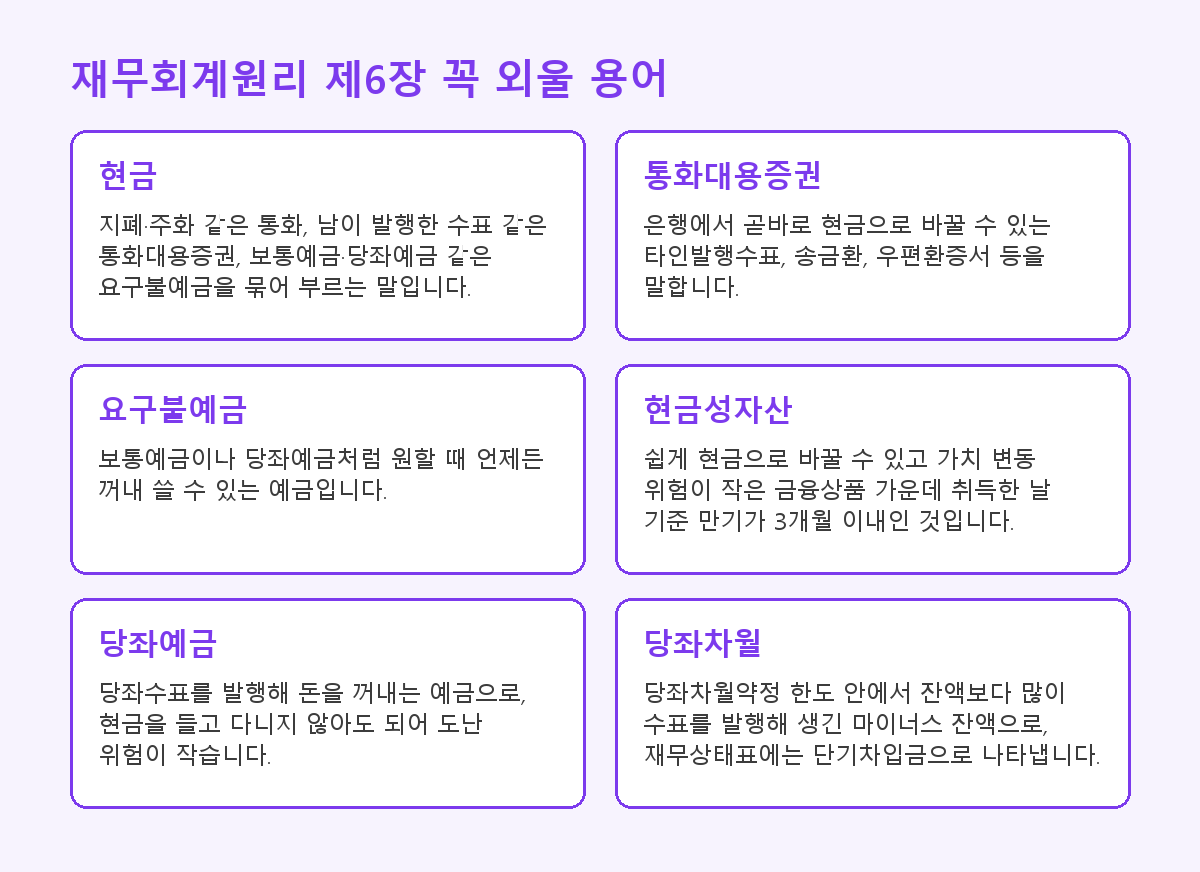 재무회계원리 제6장 꼭 외울 용어
현금
지폐·주화 같은 통화, 남이 발행한 수표 같은
통화대용증권, 보통예금·당좌예금 같은
요구불예금을 묶어 부르는 말입니다.
통화대용증권
은행에서 곧바로 현금으로 바꿀 수 있는
타인발행수표, 송금환, 우편환증서 등을
말합니다.
요구불예금
보통예금이나 당좌예금처럼 원할 때 언제든
꺼내 쓸 수 있는 예금입니다.
현금성자산
쉽게 현금으로 바꿀 수 있고 가치 변동
위험이 작은 금융상품 가운데 취득한 날
기준 만기가 3개월 이내인 것입니다.
당좌예금
당좌수표를 발행해 돈을 꺼내는 예금으로,
현금을 들고 다니지 않아도 되어 도난
위험이 작습니다.
당좌차월
당좌차월약정 한도 안에서 잔액보다 많이
수표를 발행해 생긴 마이너스 잔액으로,
재무상태표에는 단기차입금으로 나타냅니다.